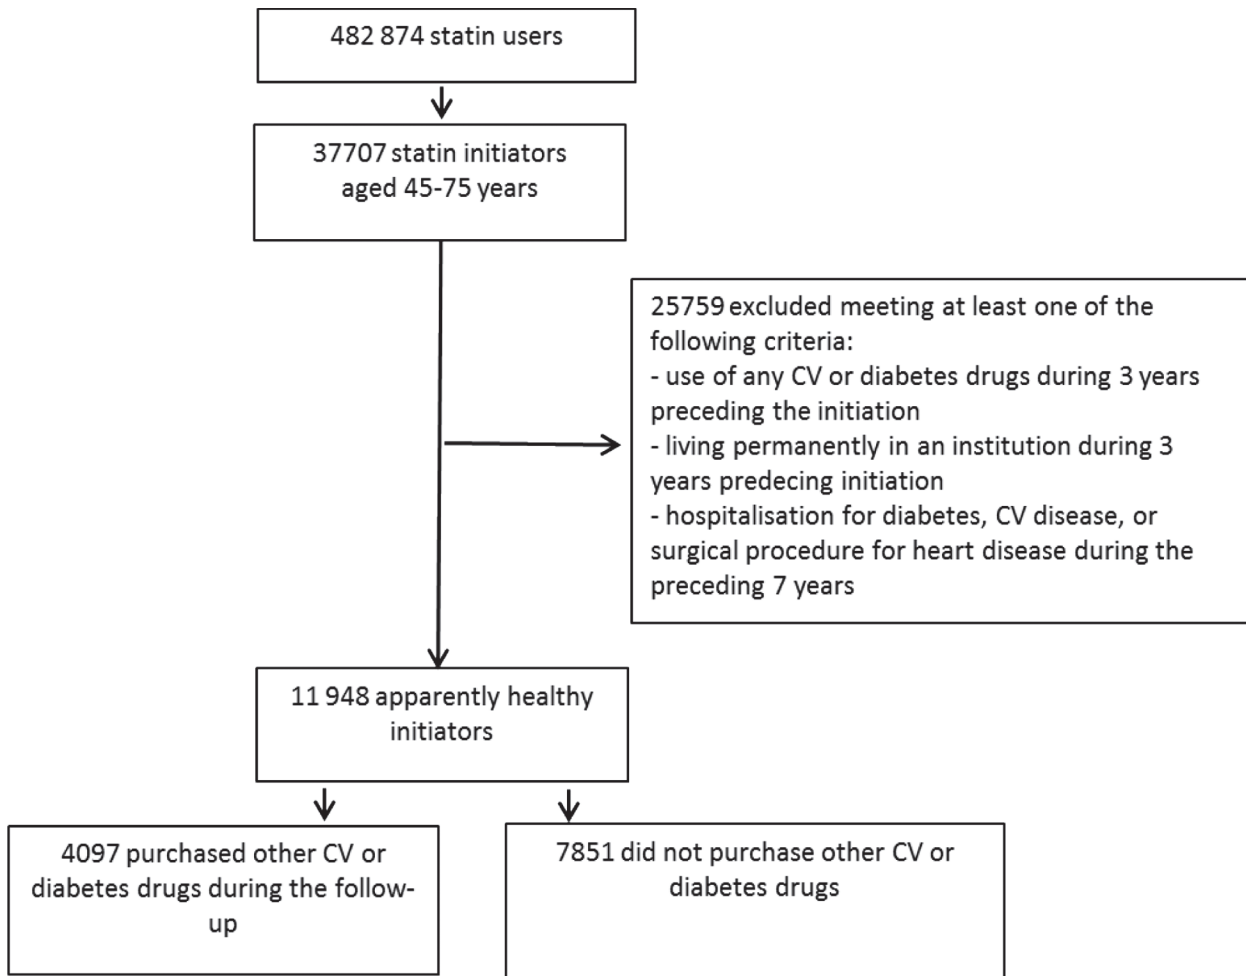 482 874 statin users
37707 statin initiators
aged 45-75 years
25759 excluded meeting at least one of the
following criteria:
- use of any CV or diabetes drugs during 3 years
preceding the initiation
- living permanently in an institution during 3
years predecing initiation
- hospitalisation for diabetes, CV disease, or
surgical procedure for heart disease during the
preceding 7 years
11 948 apparently healthy
initiators
4097 purchased other CV or
diabetes drugs during the follow-
up
7851 did not purchase other CV or
diabetes drugs